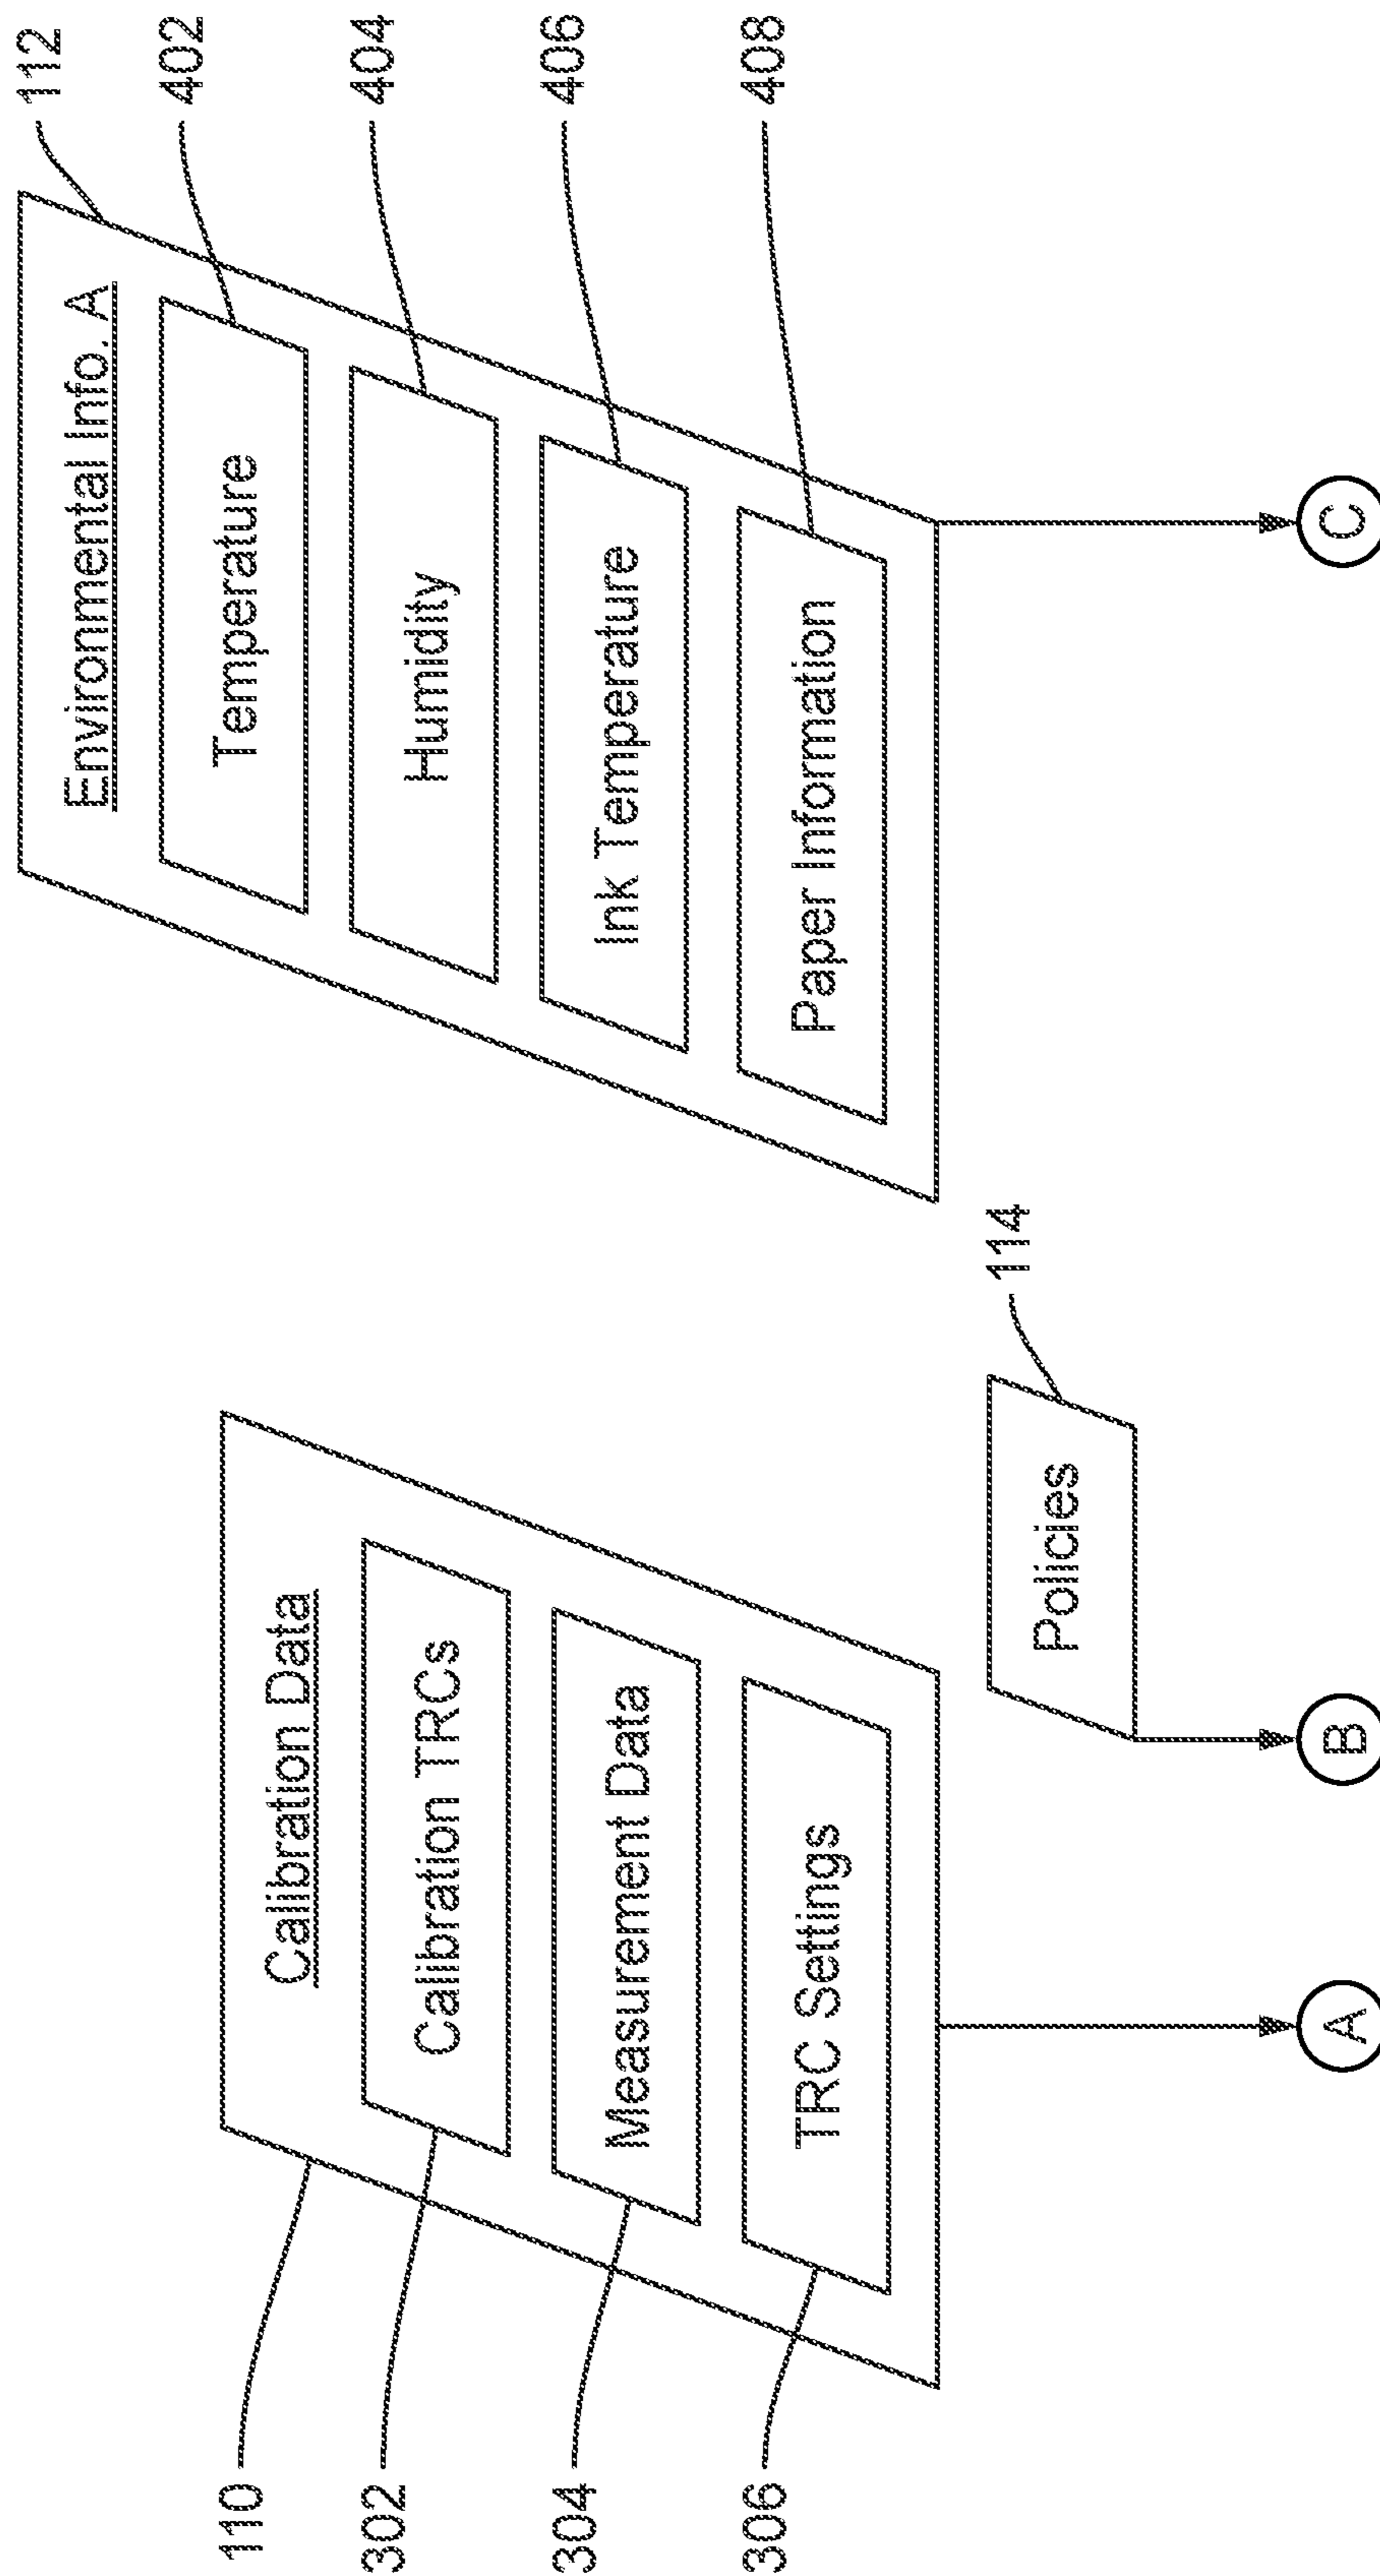 110
Calibration Data
302
Calibration TRCs
304
Measurement Data
306
TRC Settings
A
Policies
114
B
112
Environmental Info. A
402
Temperature
404
Humidity
406
Ink Temperature
408
Paper Information
C